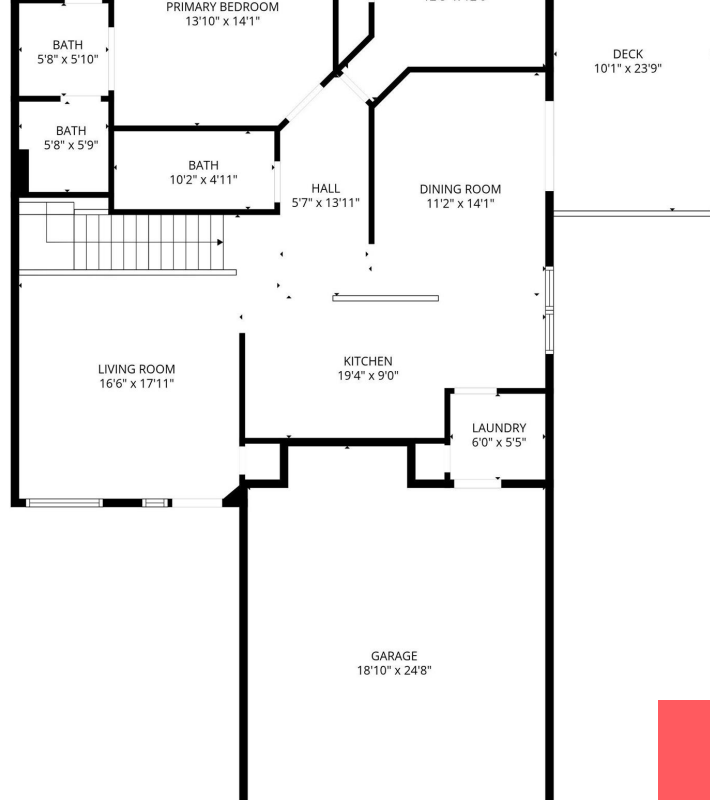 PRIMARY BEDROOM
13'10" x 14'1"
BATH
5'8" x 5'10"
DECK
10'1" x 23'9"
BATH
5'8" x 5'9"
BATH
10'2" x 4'11"
HALL
5'7" x 13'11"
DINING ROOM
11'2" x 14'1"
LIVING ROOM
16'6" x 17'11"
KITCHEN
19'4" x 9'0"
LAUNDRY
6'0" x 5'5"
GARAGE
18'10" x 24'8"